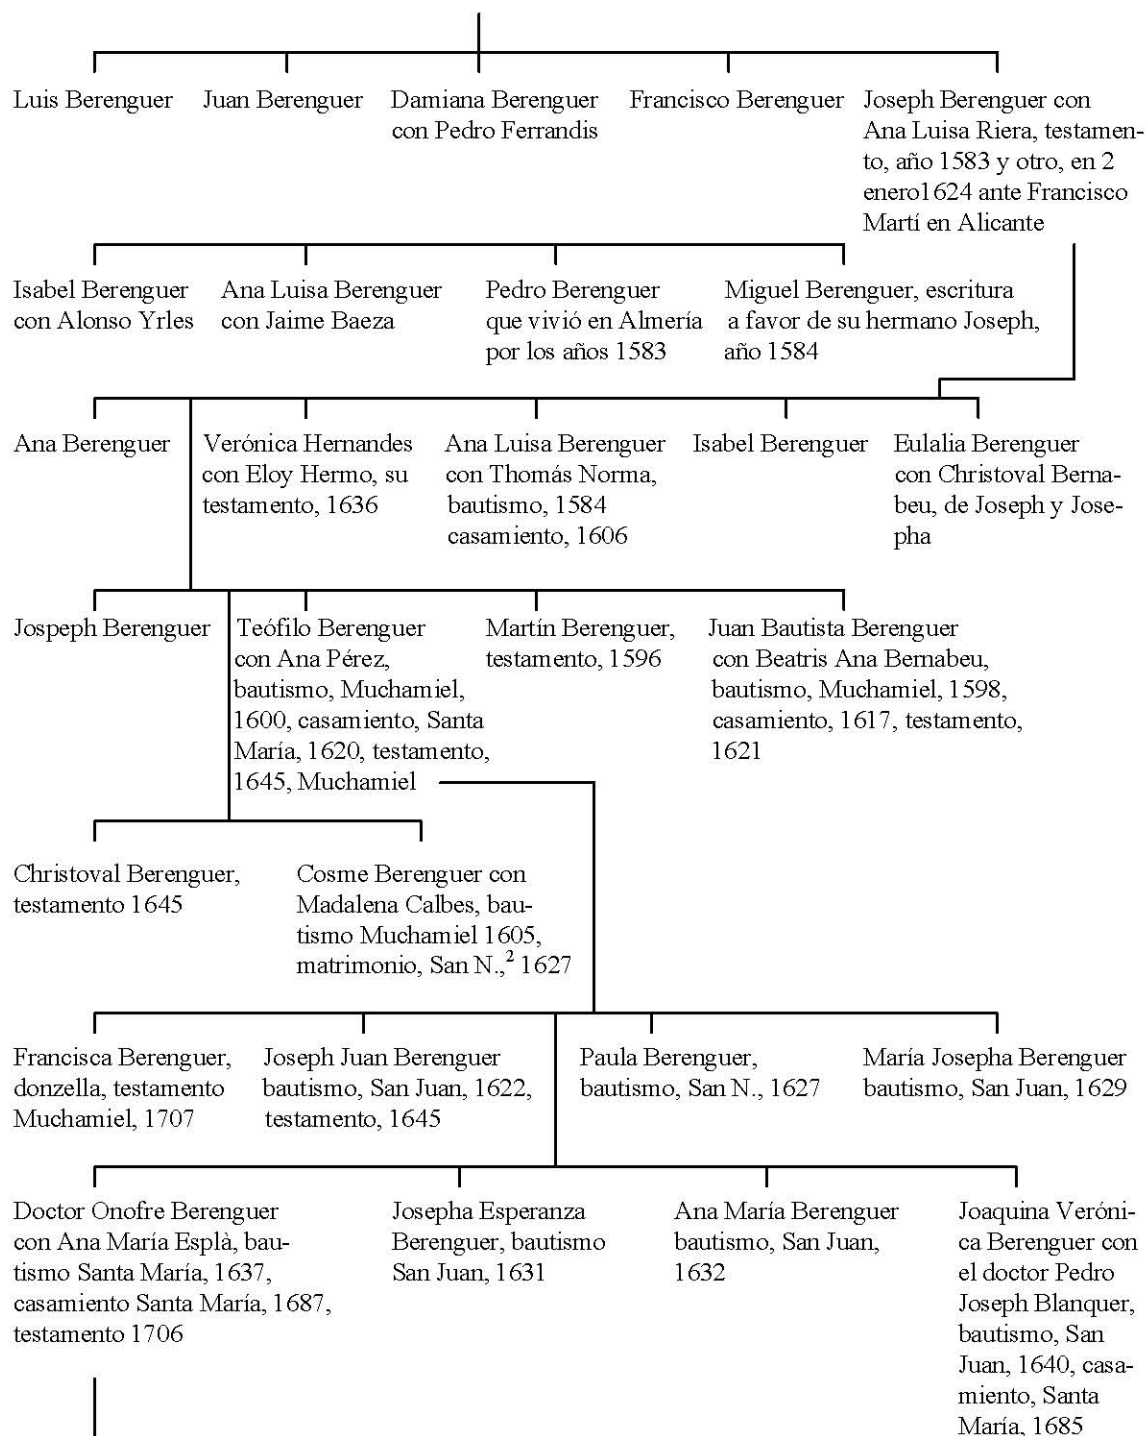 Luis Berenguer
Juan Berenguer
Damiana Berenguer
con Pedro Ferrandis
Francisco Berenguer
Joseph Berenguer con
Ana Luisa Riera, testamen-
to, año 1583 y otro, en 2
enero1624 ante Francisco
Martí en Alicante
Isabel Berenguer
con Alonso Yrles
Ana Luisa Berenguer
con Jaime Baeza
Pedro Berenguer
que vivió en Almería
por los años 1583
Miguel Berenguer, escritura
a favor de su hermano Joseph,
año 1584
Ana Berenguer
Verónica Hernandes
con Eloy Hermo, su
testamento, 1636
Ana Luisa Berenguer
con Thomás Norma,
bautismo, 1584
casamiento, 1606
Isabel Berenguer
Eulalia Berenguer
con Christoval Berna-
beu, de Joseph y Jose-
pha
Jospeph Berenguer
Teófilo Berenguer
con Ana Pérez,
bautismo, Muchamiel,
1600, casamiento, Santa
María, 1620, testamento,
1645, Muchamiel
Martín Berenguer,
testamento, 1596
Juan Bautista Berenguer
con Beatris Ana Bernabeu,
bautismo, Muchamiel, 1598,
casamiento, 1617, testamento,
1621
Christoval Berenguer,
testamento 1645
Cosme Berenguer con
Madalena Calbes, bau-
tismo Muchamiel 1605,
matrimonio, San N.,² 1627
Francisca Berenguer,
donzella, testamento
Muchamiel, 1707
Joseph Juan Berenguer
bautismo, San Juan, 1622,
testamento, 1645
Paula Berenguer,
bautismo, San N., 1627
María Josepha Berenguer
bautismo, San Juan, 1629
Doctor Onofre Berenguer
con Ana María Esplà, bau-
tismo Santa María, 1637,
casamiento Santa María, 1687,
testamento 1706
Josepha Esperanza
Berenguer, bautismo
San Juan, 1631
Ana María Berenguer
bautismo, San Juan,
1632
Joaquina Veróni-
ca Berenguer con
el doctor Pedro
Joseph Blanquer,
bautismo, San
Juan, 1640, casa-
miento, Santa
María, 1685